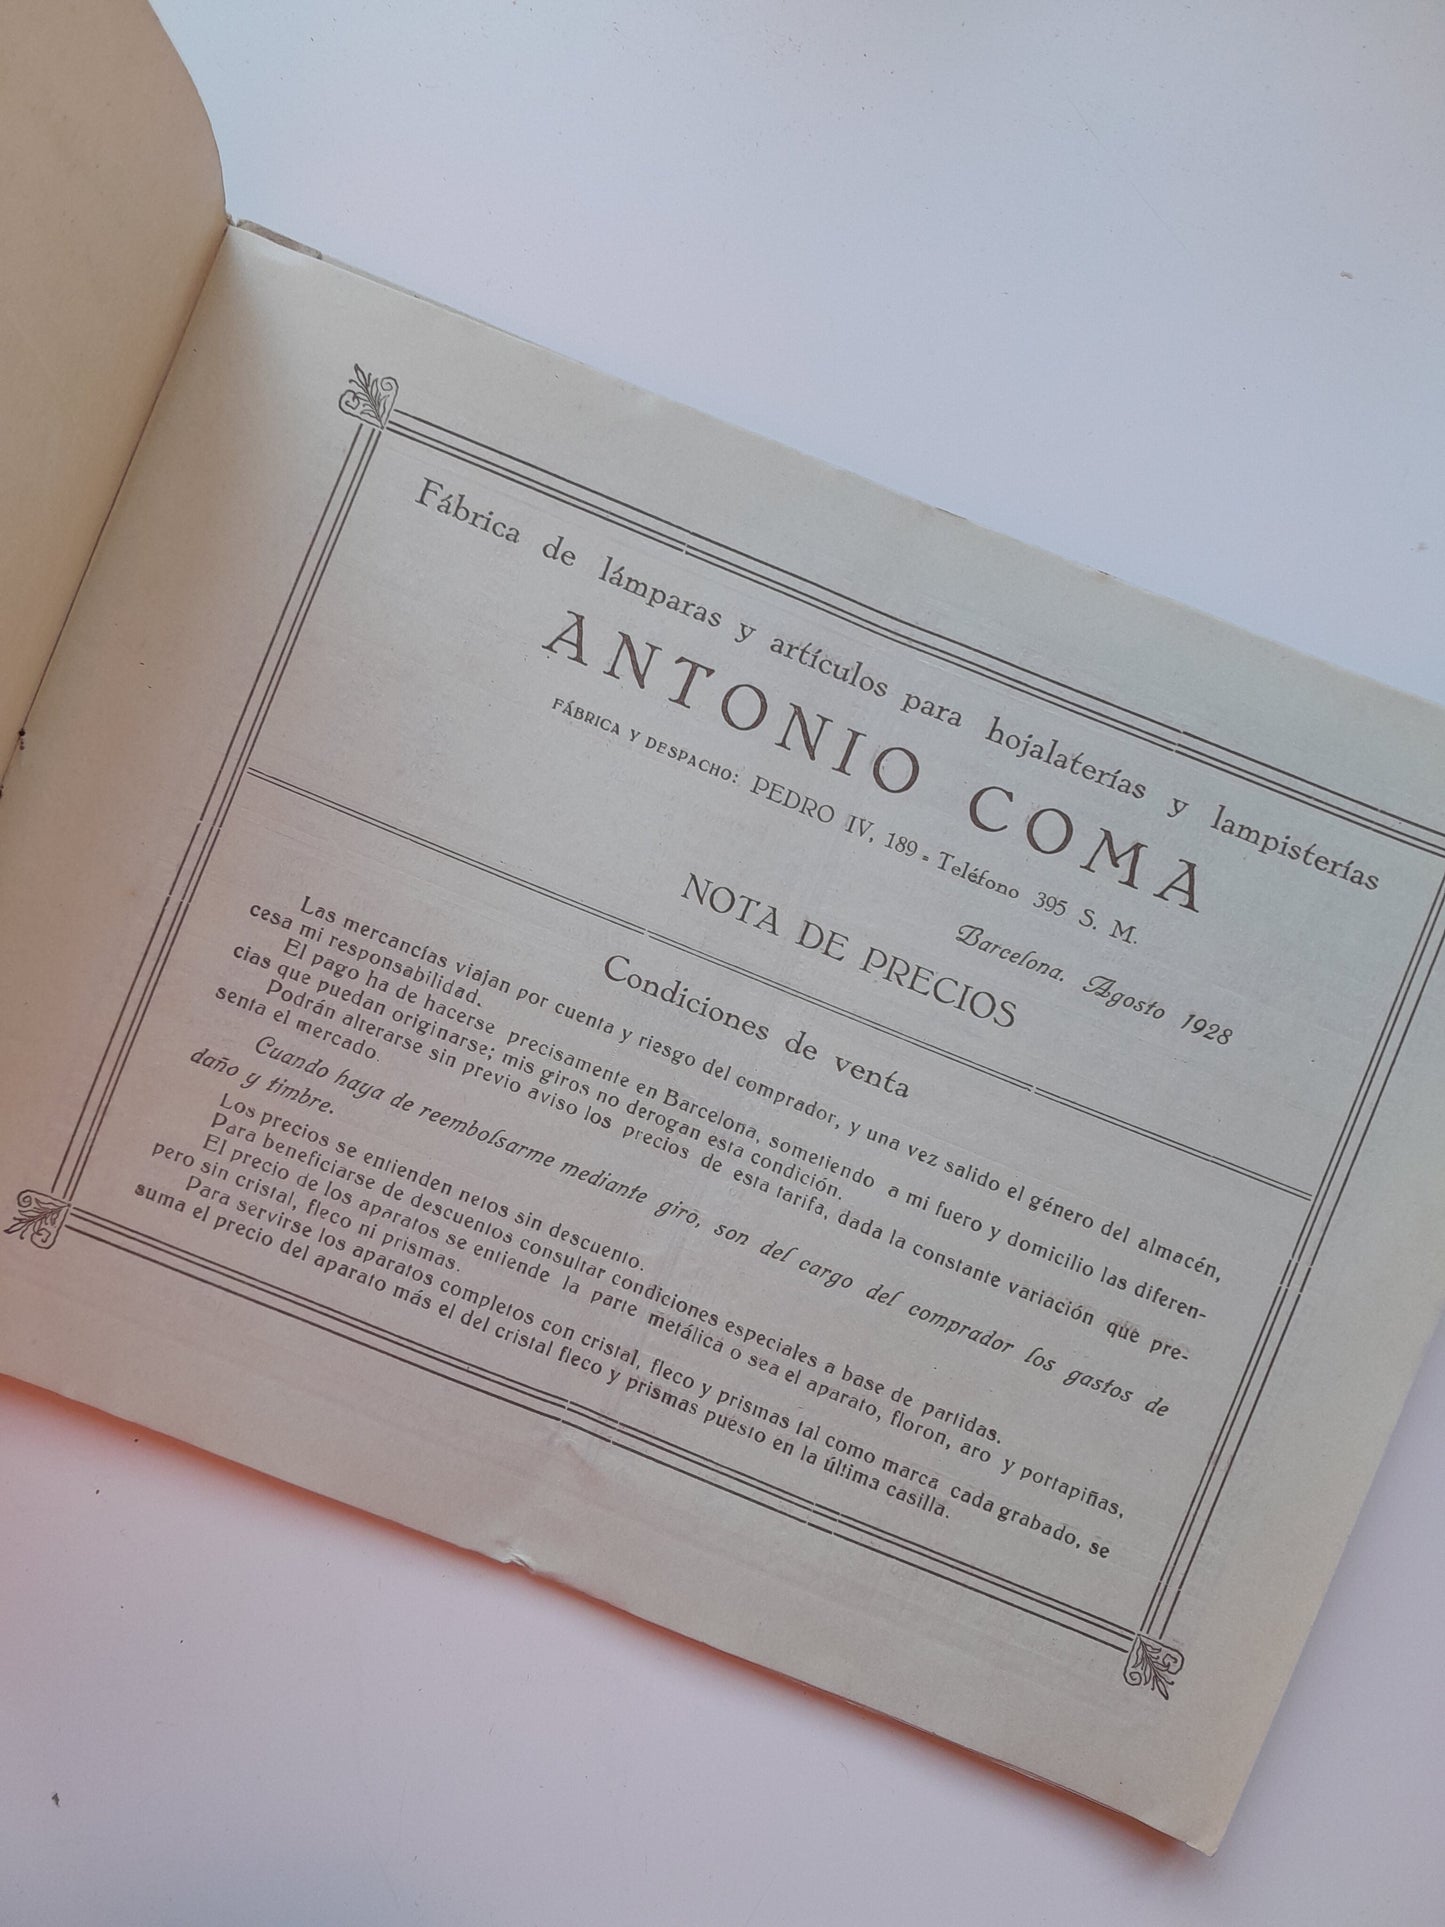 Fábrica de lámparas y artículos para hojalaterías y lampisterías
ANTONIO COMA
FÁBRICA Y DESPACHO: PEDRO IV, 189 = Teléfono 395 S. M.
Barcelona. Agosto 1928
NOTA DE PRECIOS
Condiciones de venta
Las mercancías viajan por cuenta y riesgo del comprador, y una vez salido el género del almacén,
cesa mi responsabilidad.
El pago ha de hacerse precisamente en Barcelona, sometiendo a mi fuero y domicilio las diferen-
cias que puedan originarse; mis giros no derogan esta condición.
Podrán alterarse sin previo aviso los precios de esta tarifa, dada la constante variación que pre-
senta el mercado.
Cuando haya de reembolsarme mediante giro, son del cargo del comprador los gastos de
daño y timbre.
Los precios se entienden netos sin descuento.
Para beneficiarse de descuentos consultar condiciones especiales a base de partidas.
El precio de los aparatos se entiende la parte metálica o sea el aparato, floron, aro y portapiñas,
pero sin cristal, fleco ni prismas.
Para servirse los aparatos completos con cristal, fleco y prismas tal como marca cada grabado, se
suma el precio del aparato más el del cristal fleco y prismas puesto en la última casilla.